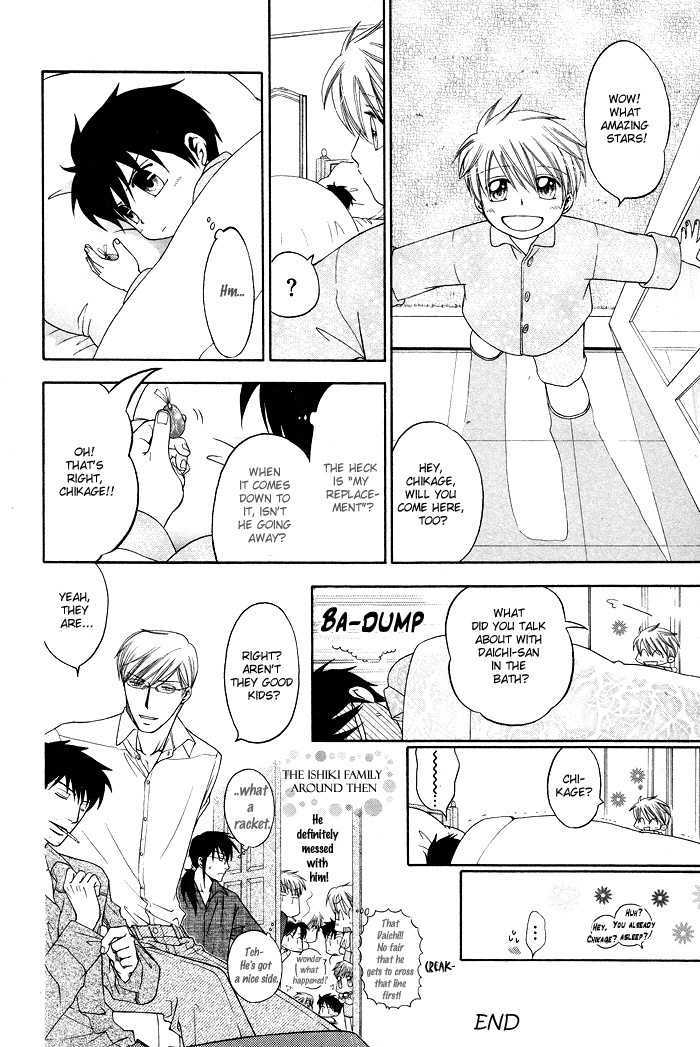 WOW!
WHAT
AMAZING
STARS!
HEY,
CHIKAGE,
WILL YOU
COME HERE,
TOO?
?
Hm...
THE HECK
IS "MY
REPLACE-
MENT"?
WHEN
IT COMES
DOWN TO
IT, ISN'T
HE GOING
AWAY?
OH!
THAT'S
RIGHT,
CHIKAGE!!
WHAT
DID YOU TALK
ABOUT WITH
DAICHI-SAN
IN THE
BATH?
BA-DUMP
CHI-
KAGE?
HUH?
HEY, YOU ALREADY
CHIKAGE? ASLEEP?
...
RIGHT?
AREN'T
THEY GOOD
KIDS?
YEAH,
THEY
ARE...
THE ISHIKI FAMILY
AROUND THEN
..what
a
racket.
He
definitely
messed
with
him!
That
Daichi!!
No fair
that he
gets to cross
that line
first!
wonder
what
happened!?
Tch-
He's got
a nice side.
CREAK-
END